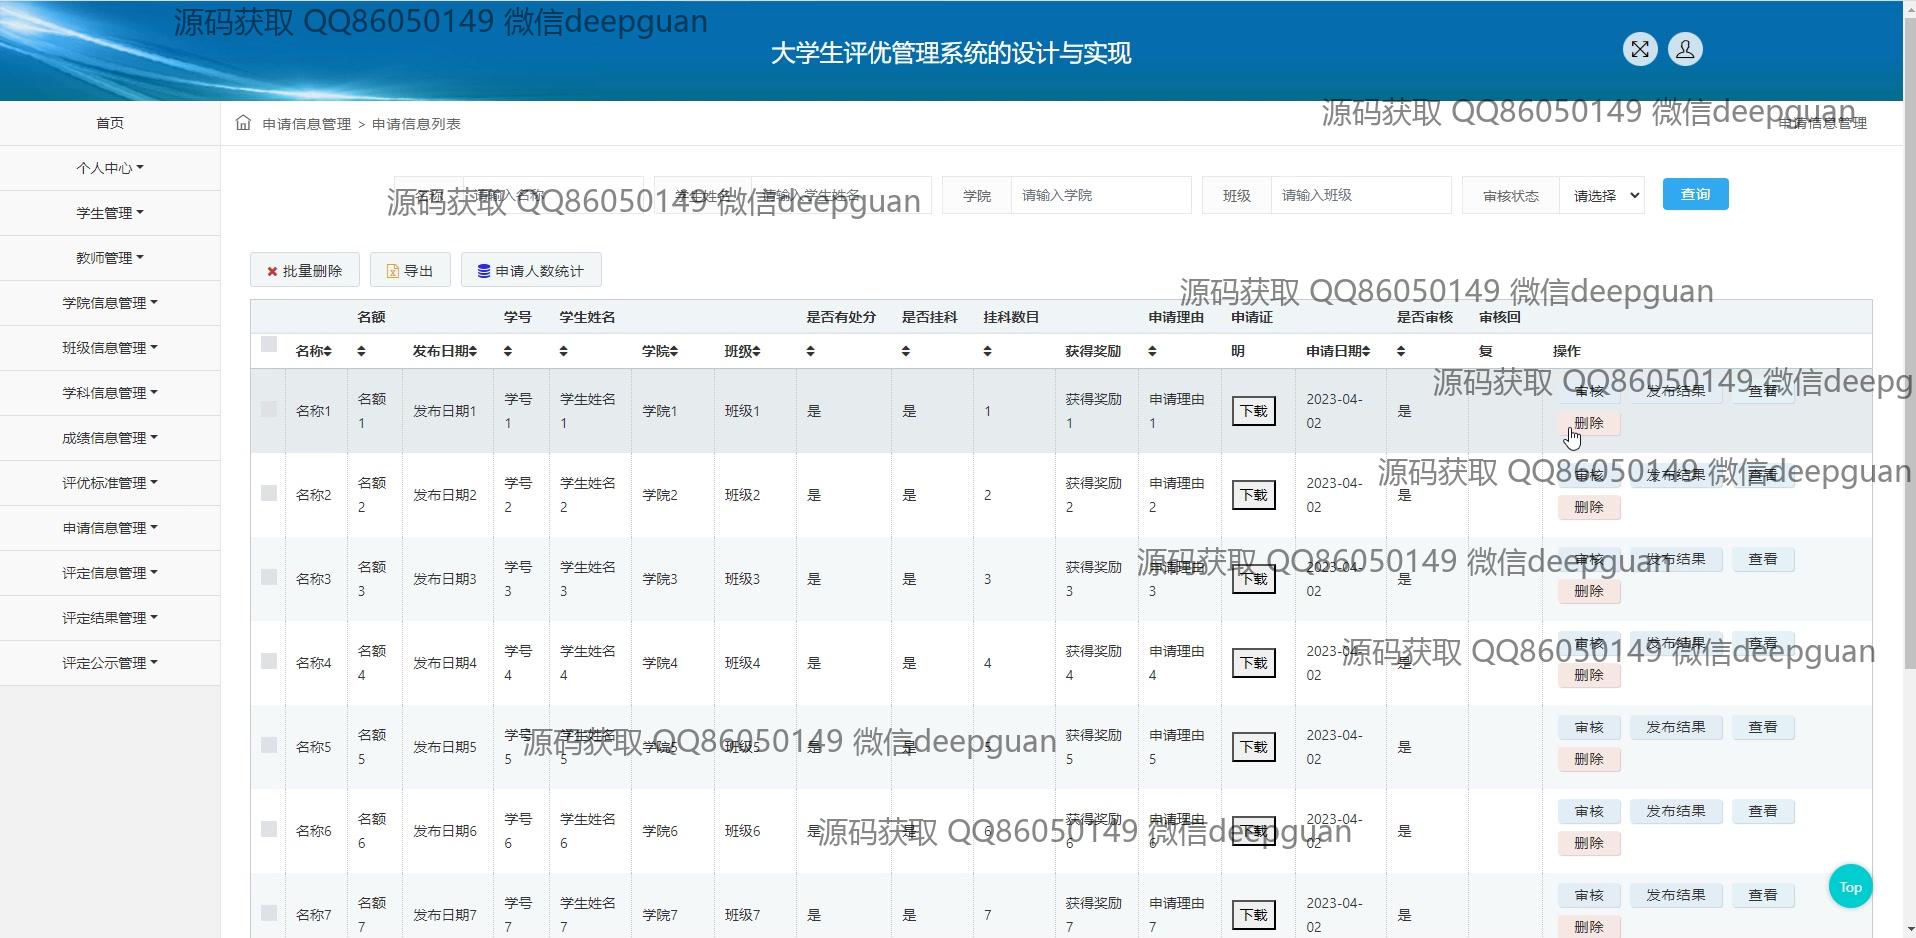 源码获取 QQ86050149 微信deepguan
大学生评优管理系统的设计与实现
源码获取 QQ86050149 微信deepguan
首页
申请信息管理 > 申请信息列表
申请信息管理
个人中心
学生管理
教师管理
学院信息管理
班级信息管理
学科信息管理
成绩信息管理
评优标准管理
申请信息管理
评定信息管理
评定结果管理
评定公示管理
名称 请输入名称 学生姓名 请输入学生姓名 学院 请输入学院 班级 请输入班级 审核状态 请选择 查询
源码获取 QQ86050149 微信deepguan
批量删除 导出 申请人数统计
源码获取 QQ86050149 微信deepguan
名称 名额 发布日期 学号 学生姓名 学院 班级 是否有处分 是否挂科 挂科数目 获得奖励 申请理由 申请证明 申请日期 是否审核 审核回复 操作
源码获取 QQ86050149 微信deepg
名称1 名额1 发布日期1 学号1 学生姓名1 学院1 班级1 是 是 1 获得奖励1 申请理由1 下载 2023-04-02 是 审核 发布结果 查看 删除
源码获取 QQ86050149 微信deepguan
名称2 名额2 发布日期2 学号2 学生姓名2 学院2 班级2 是 是 2 获得奖励2 申请理由2 下载 2023-04-02 是 审核 发布结果 查看 删除
源码获取 QQ86050149 微信deepguan
名称3 名额3 发布日期3 学号3 学生姓名3 学院3 班级3 是 是 3 获得奖励3 申请理由3 下载 2023-04-02 是 审核 发布结果 查看 删除
源码获取 QQ86050149 微信deepguan
名称4 名额4 发布日期4 学号4 学生姓名4 学院4 班级4 是 是 4 获得奖励4 申请理由4 下载 2023-04-02 是 审核 发布结果 查看 删除
源码获取 QQ86050149 微信deepguan
名称5 名额5 发布日期5 学号5 学生姓名5 学院5 班级5 是 是 5 获得奖励5 申请理由5 下载 2023-04-02 是 审核 发布结果 查看 删除
源码获取 QQ86050149 微信deepguan
名称6 名额6 发布日期6 学号6 学生姓名6 学院6 班级6 是 是 6 获得奖励6 申请理由6 下载 2023-04-02 是 审核 发布结果 查看 删除
名称7 名额7 发布日期7 学号7 学生姓名7 学院7 班级7 是 是 7 获得奖励7 申请理由7 下载 2023-04-02 是 审核 发布结果 查看 删除
Top